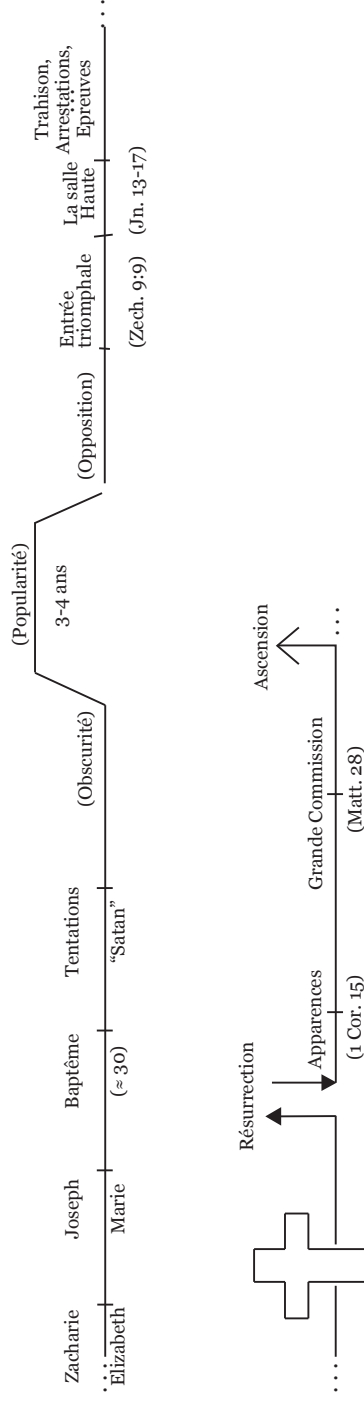 Zacharie
Elizabeth
Joseph
Marie
Baptême
(≈ 30)
Tentations
“Satan”
(Obscurité)
(Popularité)
3-4 ans
(Opposition)
Entrée
triomphale
(Zech. 9:9)
La salle
Haute
(Jn. 13-17)
Trahison,
Arrestations,
Epreuves
Résurrection
Apparences
(1 Cor. 15)
Grande Commission
(Matt. 28)
Ascension